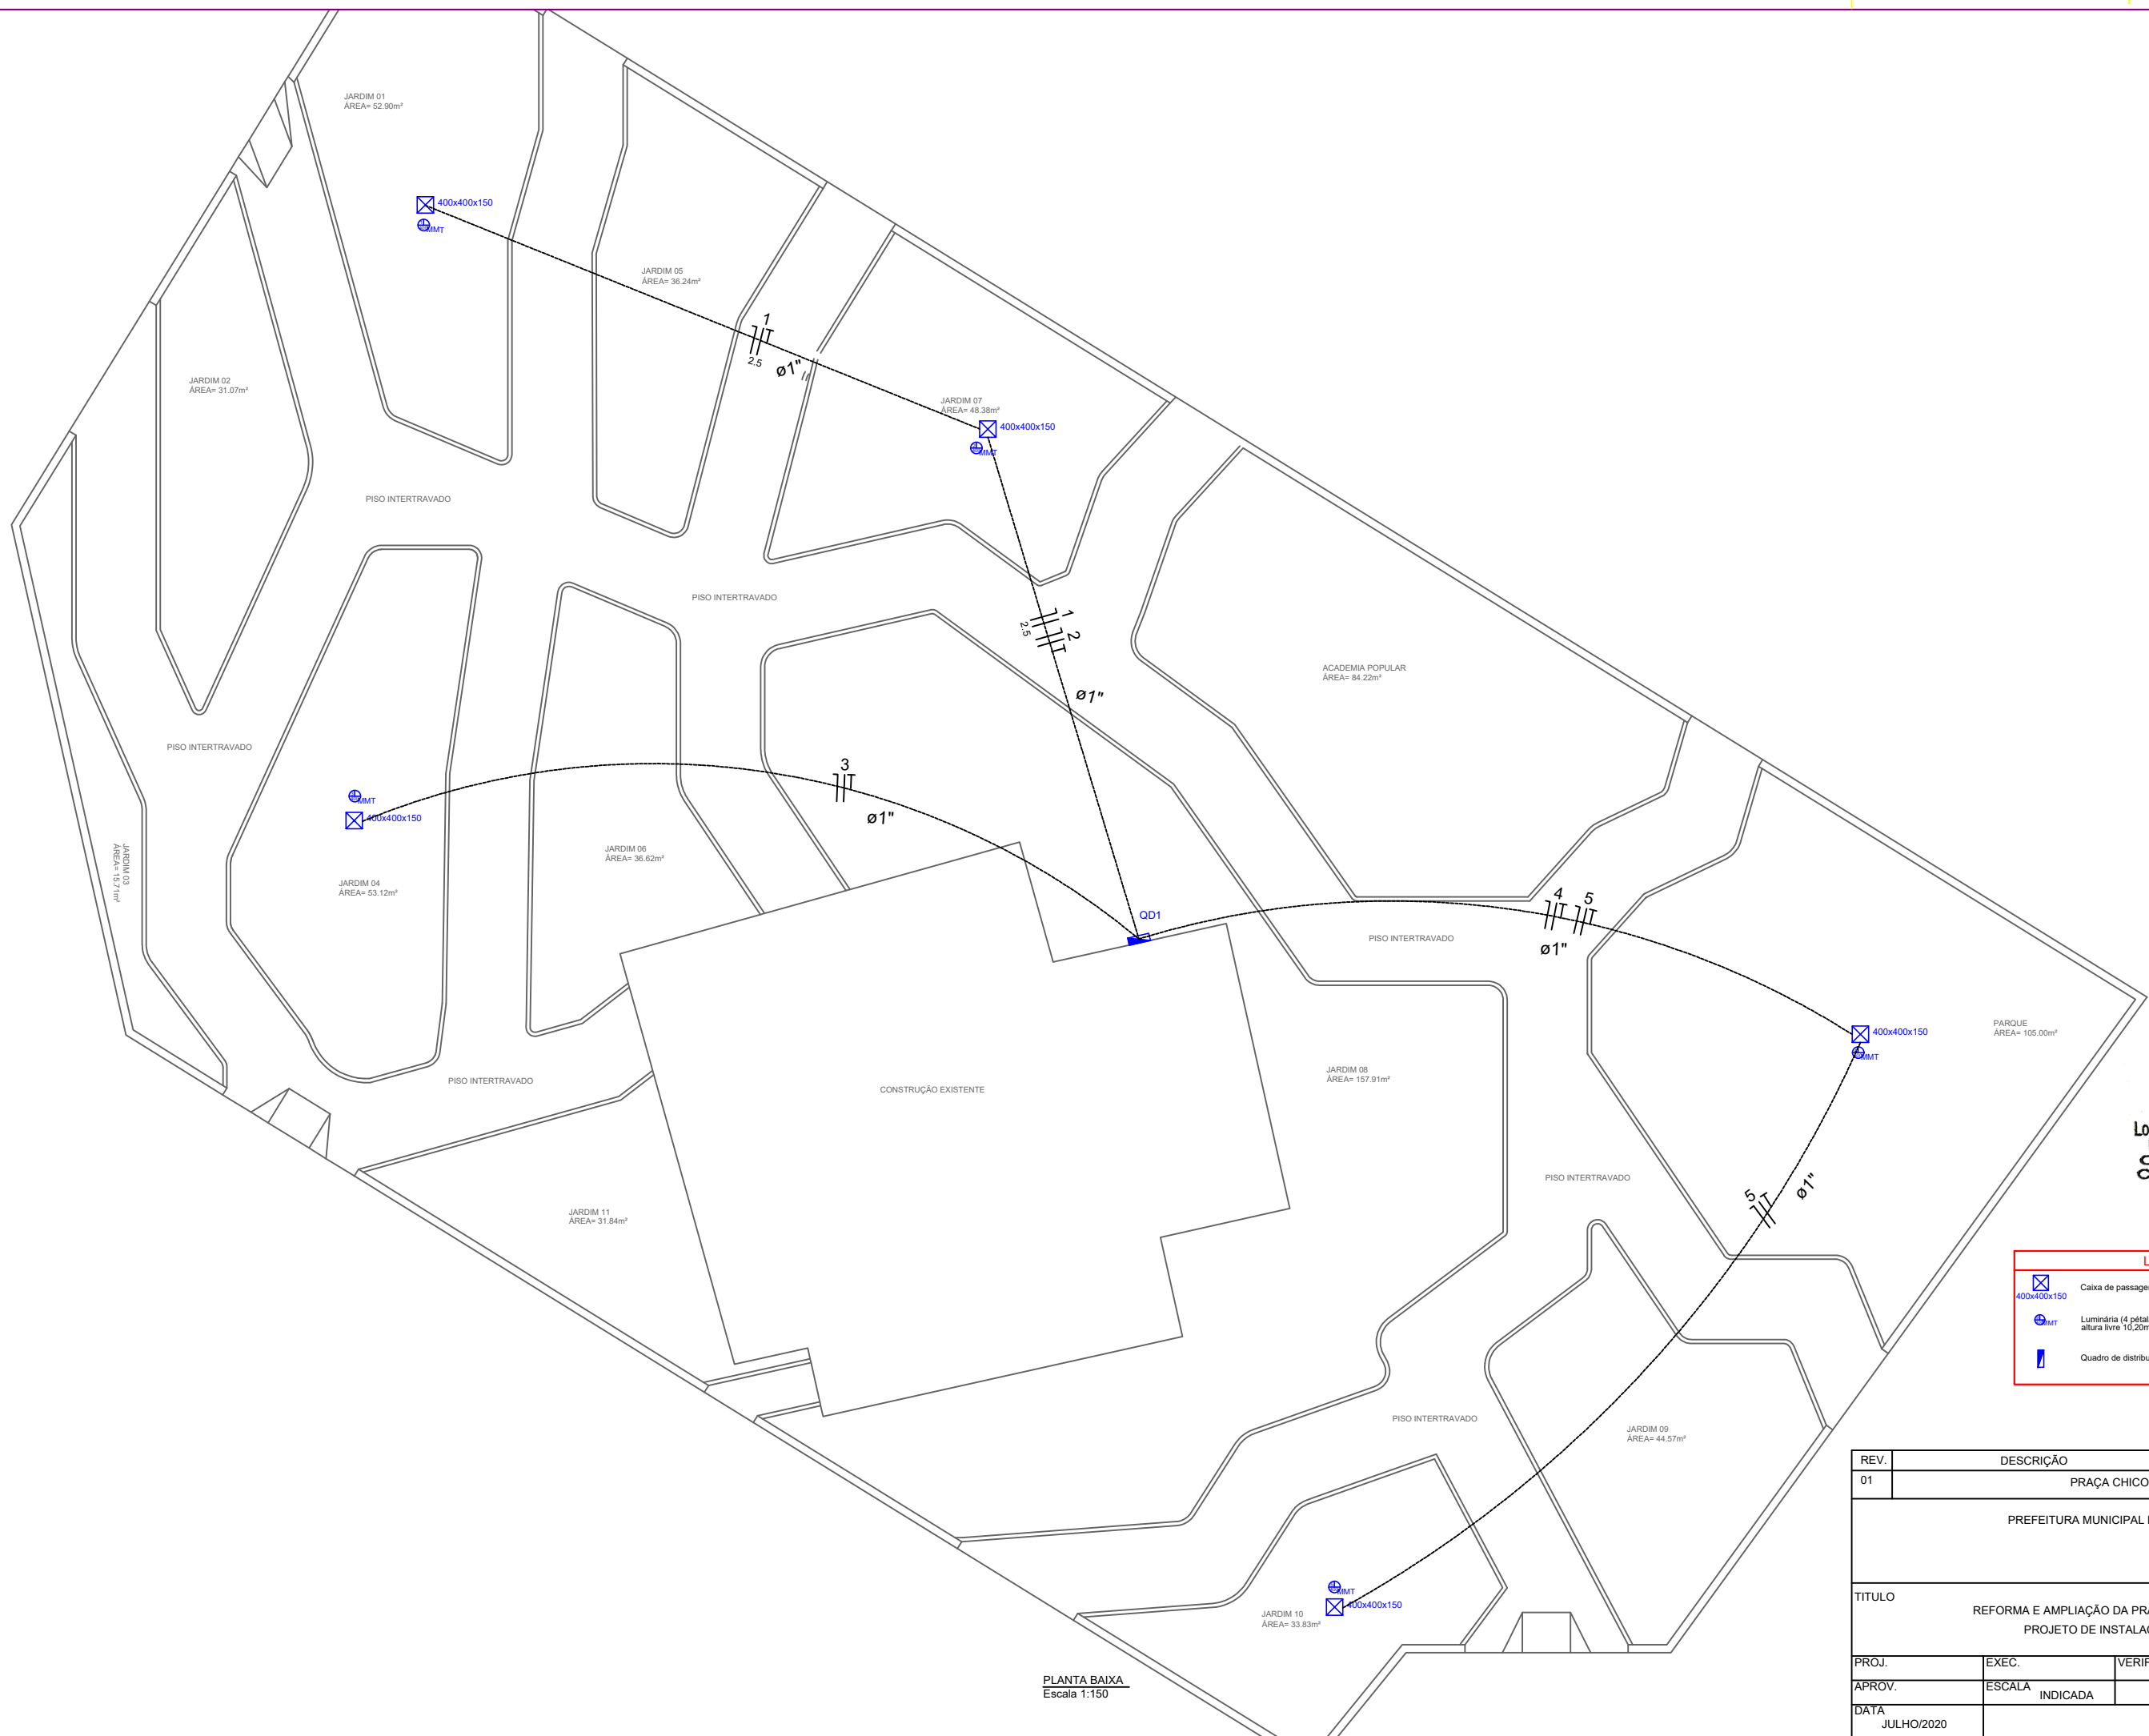 JARDIM 01
ÁREA= 52.90m²
400x400x150
MMT
JARDIM 05
ÁREA= 36.24m²
1
2.5
ø1"
JARDIM 02
ÁREA= 31.07m²
JARDIM 07
ÁREA= 48.38m²
400x400x150
MMT
PISO INTERTRAVADO
PISO INTERTRAVADO
1
2
2.5
ø1"
ACADEMIA POPULAR
ÁREA= 84.22m²
PISO INTERTRAVADO
3
ø1"
MMT
400x400x150
JARDIM 03
ÁREA= 15.71m²
JARDIM 06
ÁREA= 36.62m²
JARDIM 04
ÁREA= 53.12m²
QD1
4
5
ø1"
PISO INTERTRAVADO
400x400x150
MMT
PARQUE
ÁREA= 105.00m²
PISO INTERTRAVADO
CONSTRUÇÃO EXISTENTE
JARDIM 08
ÁREA= 157.91m²
PISO INTERTRAVADO
5
ø1"
JARDIM 11
ÁREA= 31.84m²
400x400x150
Caixa de passage
MMT
Luminária (4 pétal
altura livre 10,20m
Quadro de distribu
PISO INTERTRAVADO
JARDIM 09
ÁREA= 44.57m²
MMT
400x400x150
JARDIM 10
ÁREA= 33.83m²
PLANTA BAIXA
Escala 1:150
REV.
DESCRIÇÃO
01
PRAÇA CHICO
PREFEITURA MUNICIPAL
TITULO
REFORMA E AMPLIAÇÃO DA PRA
PROJETO DE INSTALAÇ
PROJ.
EXEC.
VERIF
APROV.
ESCALA
INDICADA
DATA
JULHO/2020